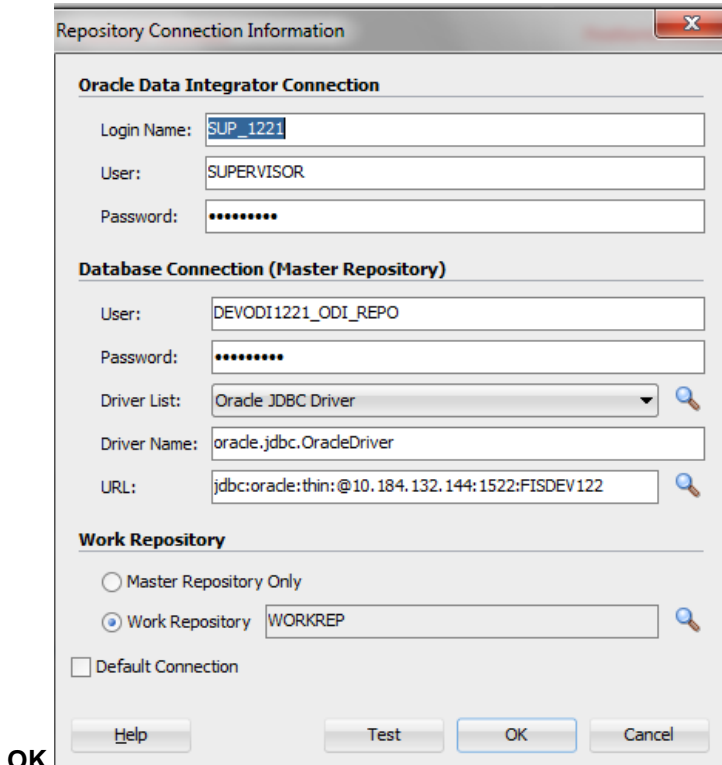 Repository Connection Information
Oracle Data Integrator Connection
Login Name: SUP_1221
User: SUPERVISOR
Password: •••••••••
Database Connection (Master Repository)
User: DEVODI1221_ODI_REPO
Password: •••••••••
Driver List: Oracle JDBC Driver
Driver Name: oracle.jdbc.OracleDriver
URL: jdbc:oracle:thin:@10.184.132.144:1522:FISDEV122
Work Repository
Master Repository Only
Work Repository WORKREP
Default Connection
Help Test OK Cancel
OK